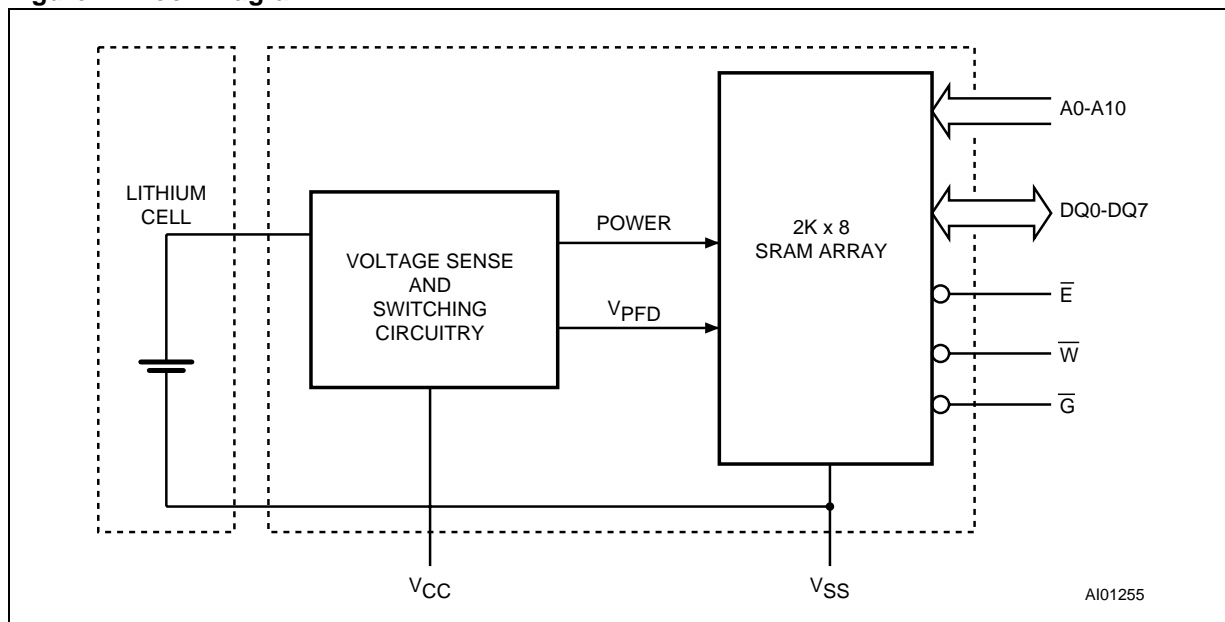 LITHIUM
CELL
VOLTAGE SENSE
AND
SWITCHING
CIRCUITRY
POWER
VPFD
2K x 8
SRAM ARRAY
A0-A10
DQ0-DQ7
E̅
W̅
G̅
VCC
VSS
AI01255